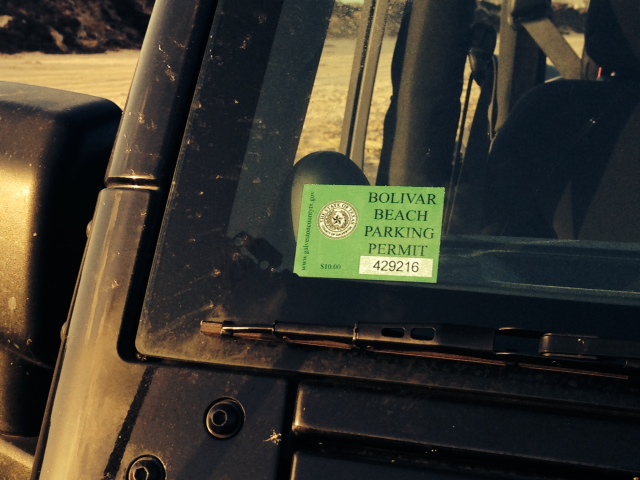 BOLIVAR
BEACH
PARKING
PERMIT
429216
$10.00